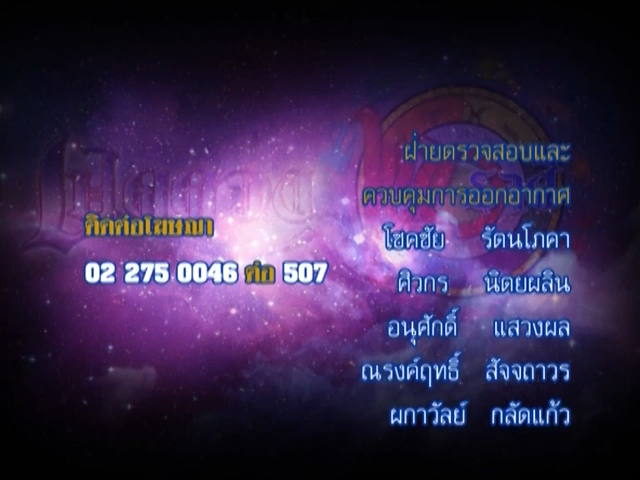 ติดต่อโฆษณา
02 275 0046 ต่อ 507
ฝ่ายตรวจสอบและ
ควบคุมการออกอากาศ
โชคชัย รัตนโภคา
ศิวกร นิตยผลิน
อนุศักดิ์ แสวงผล
ณรงค์ฤทธิ์ สัจจถาวร
ผกาวัลย์ กลัดแก้ว